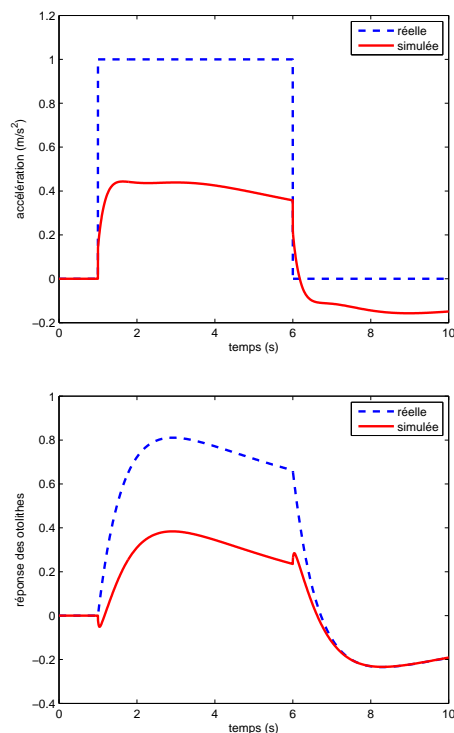 1.2
1
0.8
0.6
0.4
0.2
0
−0.2
accélération (m/s²)
0 2 4 6 8 10
temps (s)
réelle
simulée
1
0.8
0.6
0.4
0.2
0
−0.2
−0.4
réponse des otolithes
0 2 4 6 8 10
temps (s)
réelle
simulée